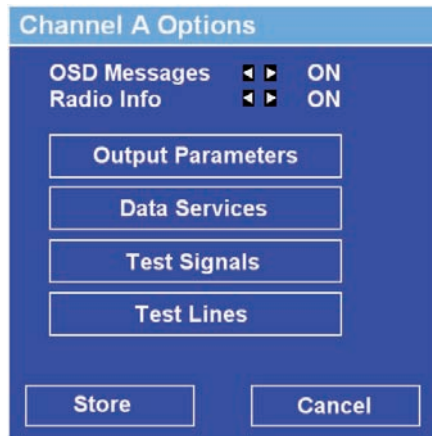 Channel A Options
OSD Messages ◄ ► ON
Radio Info ◄ ► ON
Output Parameters
Data Services
Test Signals
Test Lines
Store Cancel